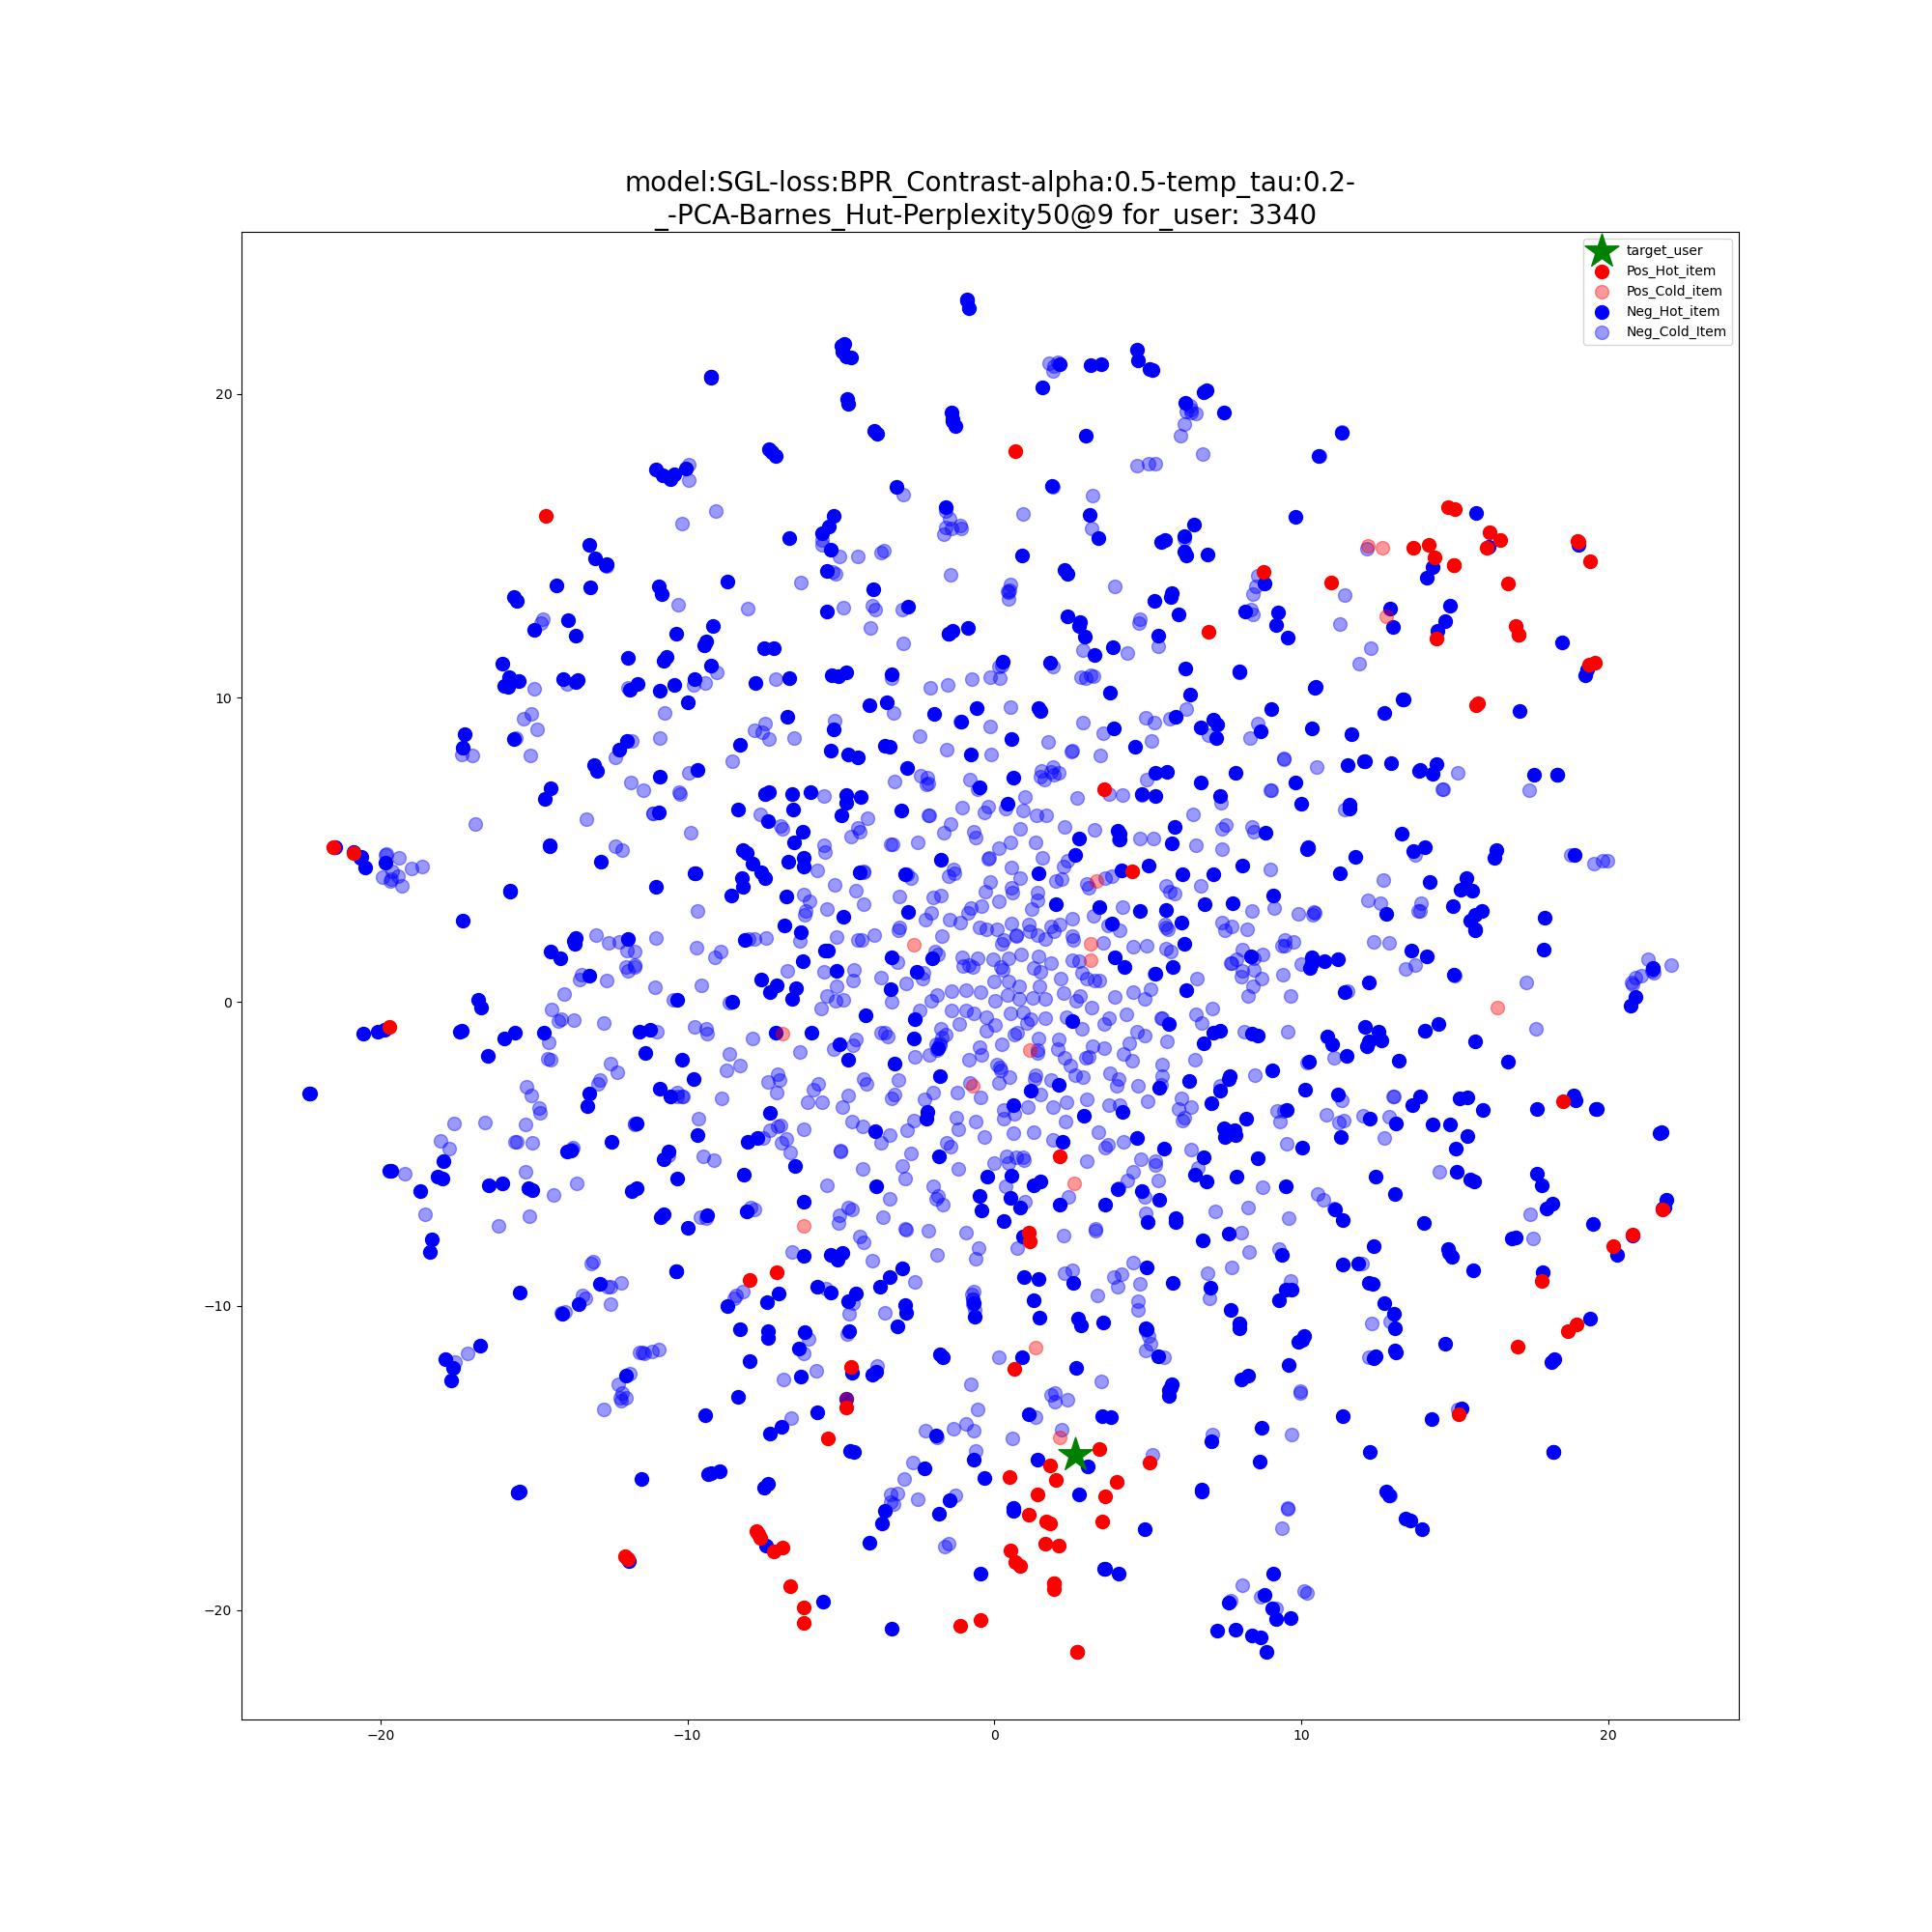 model:SGL-loss:BPR_Contrast-alpha:0.5-temp_tau:0.2-
_-PCA-Barnes_Hut-Perplexity50@9 for_user: 3340
target_user
Pos_Hot_item
Pos_Cold_item
Neg_Hot_item
Neg_Cold_Item
20
10
0
−10
−20
−20
−10
0
10
20